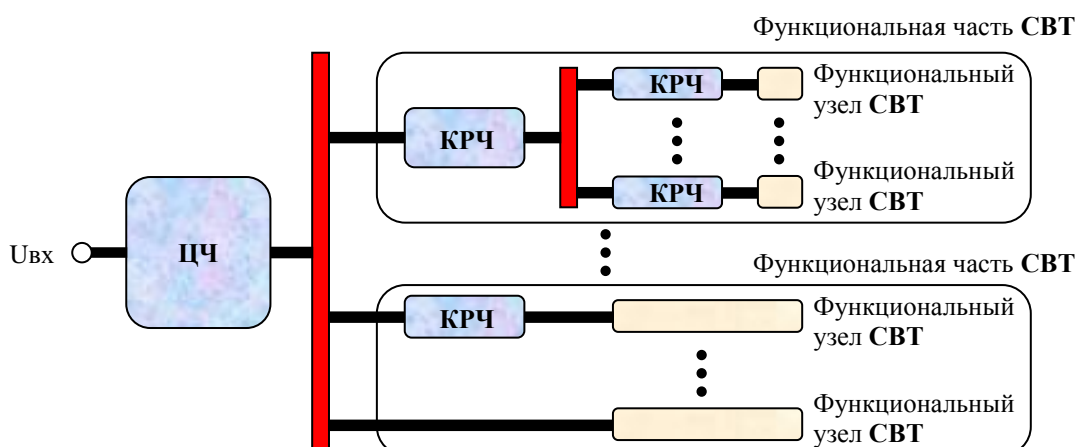 Функциональная часть СВТ
КРЧ
Функциональный
узел СВТ
КРЧ
КРЧ
Функциональный
узел СВТ
Uвх
ЦЧ
Функциональная часть СВТ
КРЧ
Функциональный
узел СВТ
Функциональный
узел СВТ